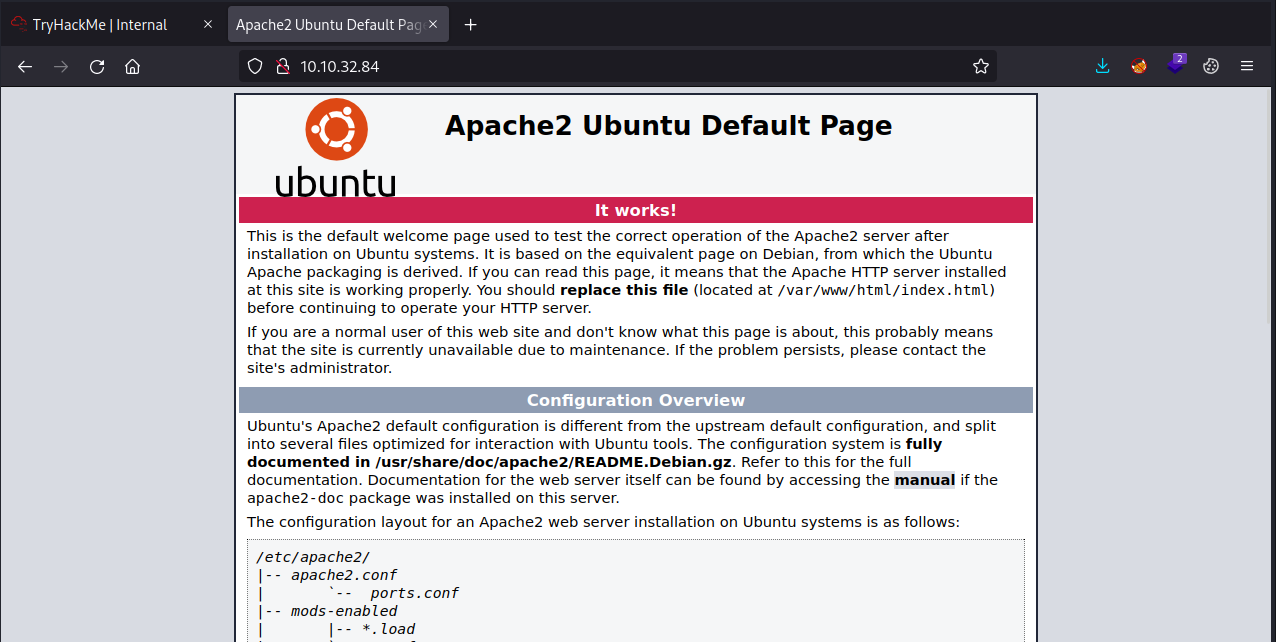 TryHackMe | Internal
Apache2 Ubuntu Default Pag
10.10.32.84
2
ubuntu
Apache2 Ubuntu Default Page
It works!
This is the default welcome page used to test the correct operation of the Apache2 server after
installation on Ubuntu systems. It is based on the equivalent page on Debian, from which the Ubuntu
Apache packaging is derived. If you can read this page, it means that the Apache HTTP server installed
at this site is working properly. You should replace this file (located at /var/www/html/index.html)
before continuing to operate your HTTP server.
If you are a normal user of this web site and don't know what this page is about, this probably means
that the site is currently unavailable due to maintenance. If the problem persists, please contact the
site's administrator.
Configuration Overview
Ubuntu's Apache2 default configuration is different from the upstream default configuration, and split
into several files optimized for interaction with Ubuntu tools. The configuration system is fully
documented in /usr/share/doc/apache2/README.Debian.gz. Refer to this for the full
documentation. Documentation for the web server itself can be found by accessing the manual if the
apache2-doc package was installed on this server.
The configuration layout for an Apache2 web server installation on Ubuntu systems is as follows:
/etc/apache2/
|-- apache2.conf
|       `--  ports.conf
|-- mods-enabled
|       |-- *.load